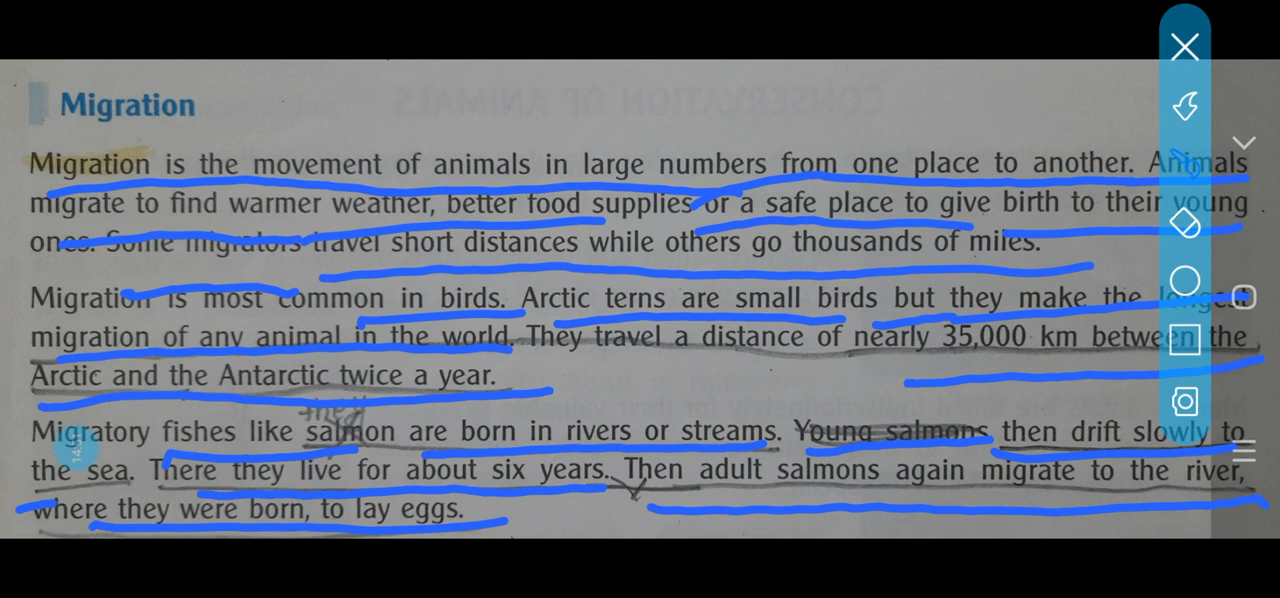 Migration
Migration is the movement of animals in large numbers from one place to another. Animals
migrate to find warmer weather, better food supplies or a safe place to give birth to their young
ones. Some migrators travel short distances while others go thousands of miles.
Migration is most common in birds. Arctic terns are small birds but they make the longest
migration of any animal in the world. They travel a distance of nearly 35,000 km between the
Arctic and the Antarctic twice a year.
Migratory fishes like salmon are born in rivers or streams. Young salmons then drift slowly to
the sea. There they live for about six years. Then adult salmons again migrate to the river,
where they were born, to lay eggs.